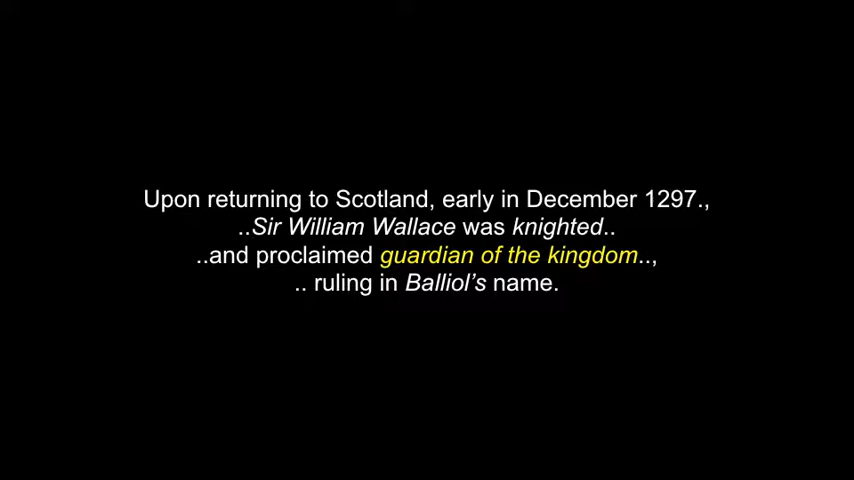 Upon returning to Scotland, early in December 1297.,
..Sir William Wallace was knighted..
..and proclaimed guardian of the kingdom..,
.. ruling in Balliol’s name.